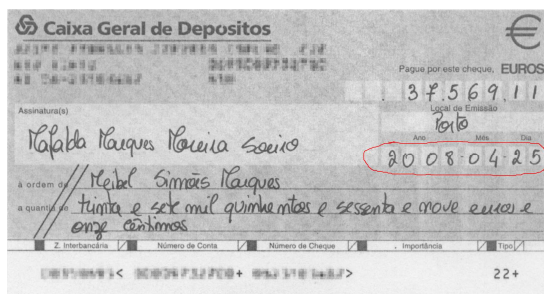 Caixa Geral de Depositos
Pague por este cheque, EUROS
37.569,11
Assinatura(s)
Local de Emissão
Porto
Mafalda Marques Moreira Soeiro
Ano Mês Dia
2008-04-25
à ordem de Meibel Simões Marques
a quantia de trinta e sete mil quinhentos e sessenta e nove euros e
onze cêntimos
Z. Interbancária Número de Conta Número de Cheque Importância Tipo
22+